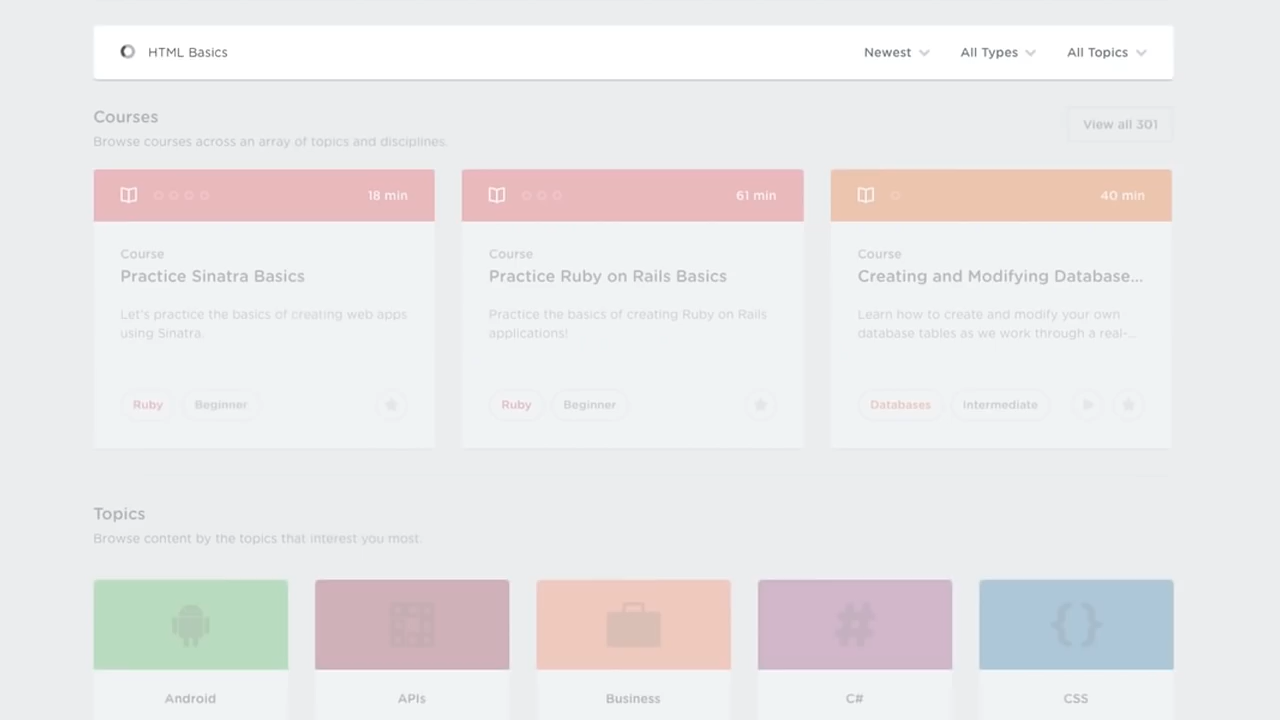 HTML Basics
Newest
All Types
All Topics
Courses
Browse courses across an array of topics and disciplines.
View all 301
18 min
61 min
40 min
Course
Practice Sinatra Basics
Let's practice the basics of creating web apps
using Sinatra.
Ruby
Beginner
Course
Practice Ruby on Rails Basics
Practice the basics of creating Ruby on Rails
applications!
Ruby
Beginner
Course
Creating and Modifying Database...
Learn how to create and modify your own
database tables as we work through a real-...
Databases
Intermediate
Topics
Browse content by the topics that interest you most.
Android
APIs
Business
C#
CSS